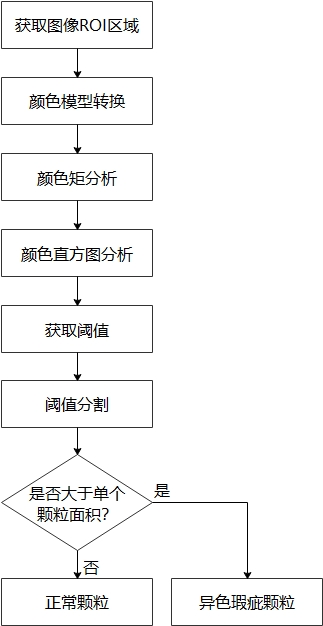 获取图像ROI区域
颜色模型转换
颜色矩分析
颜色直方图分析
获取阈值
阈值分割
是否大于单个
颗粒面积？
是
否
正常颗粒
异色瑕疵颗粒